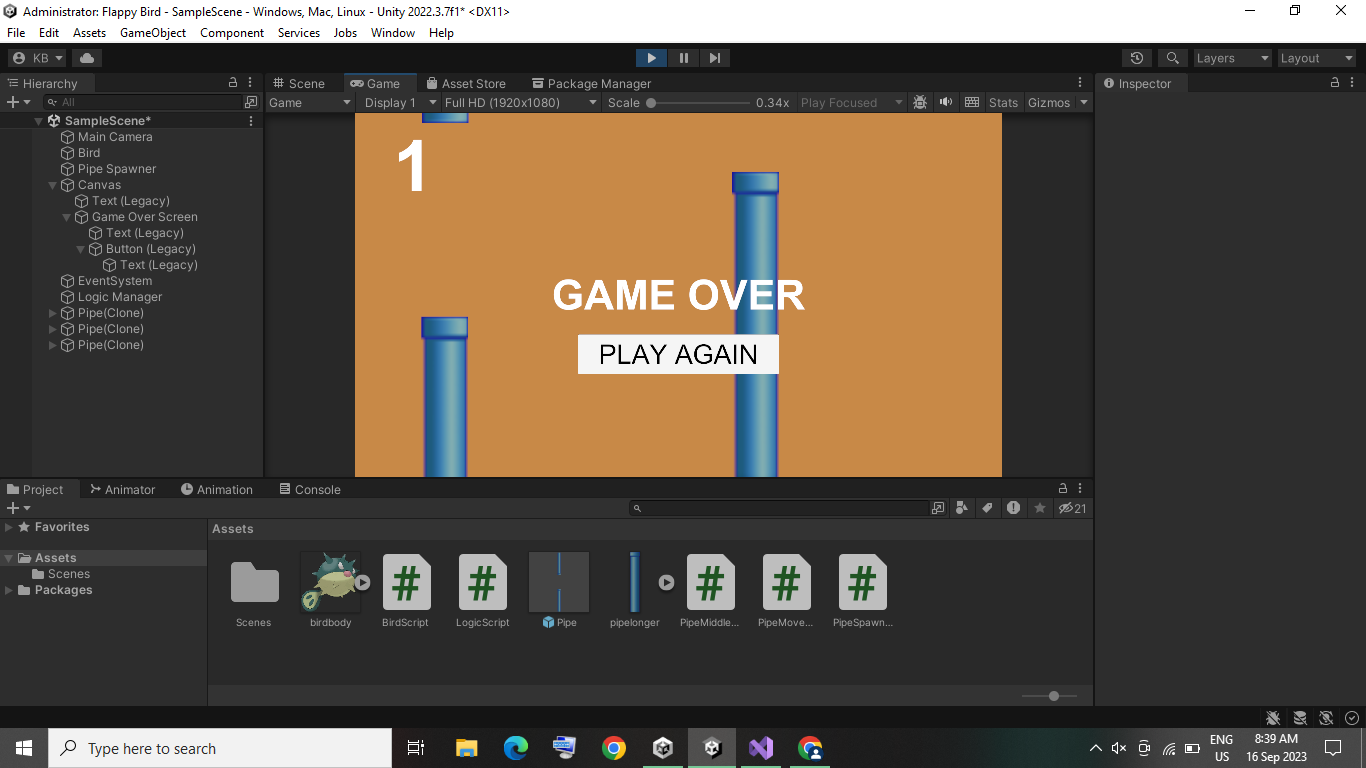 Administrator: Flappy Bird - SampleScene - Windows, Mac, Linux - Unity 2022.3.7f1* <DX11>
File Edit Assets GameObject Component Services Jobs Window Help
KB
Layers
Layout
Hierarchy
Scene
Game
Asset Store
Package Manager
Inspector
All
Game
Display 1
Full HD (1920x1080)
Scale
0.34x
Play Focused
Stats
Gizmos
SampleScene*
Main Camera
Bird
Pipe Spawner
Canvas
Text (Legacy)
Game Over Screen
Text (Legacy)
Button (Legacy)
Text (Legacy)
EventSystem
Logic Manager
Pipe(Clone)
Pipe(Clone)
Pipe(Clone)
1
GAME OVER
PLAY AGAIN
Project
Animator
Animation
Console
21
Favorites
Assets
Scenes
Packages
Assets
Scenes
birdbody
BirdScript
LogicScript
Pipe
pipelonger
PipeMiddle...
PipeMove...
PipeSpawn...
Type here to search
ENG
US
8:39 AM
16 Sep 2023